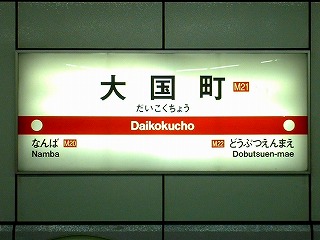 大国町 M21
だいこくちょう
Daikokucho
なんば M20
Namba
M22 どうぶつえんまえ
Dobutsuen-mae